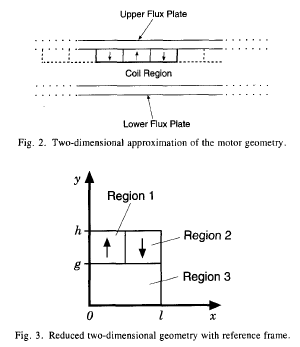 Upper Flux Plate
Coil Region
Lower Flux Plate
Fig. 2. Two-dimensional approximation of the motor geometry.
y
Region 1
h
Region 2
g
Region 3
0
l
x
Fig. 3. Reduced two-dimensional geometry with reference frame.